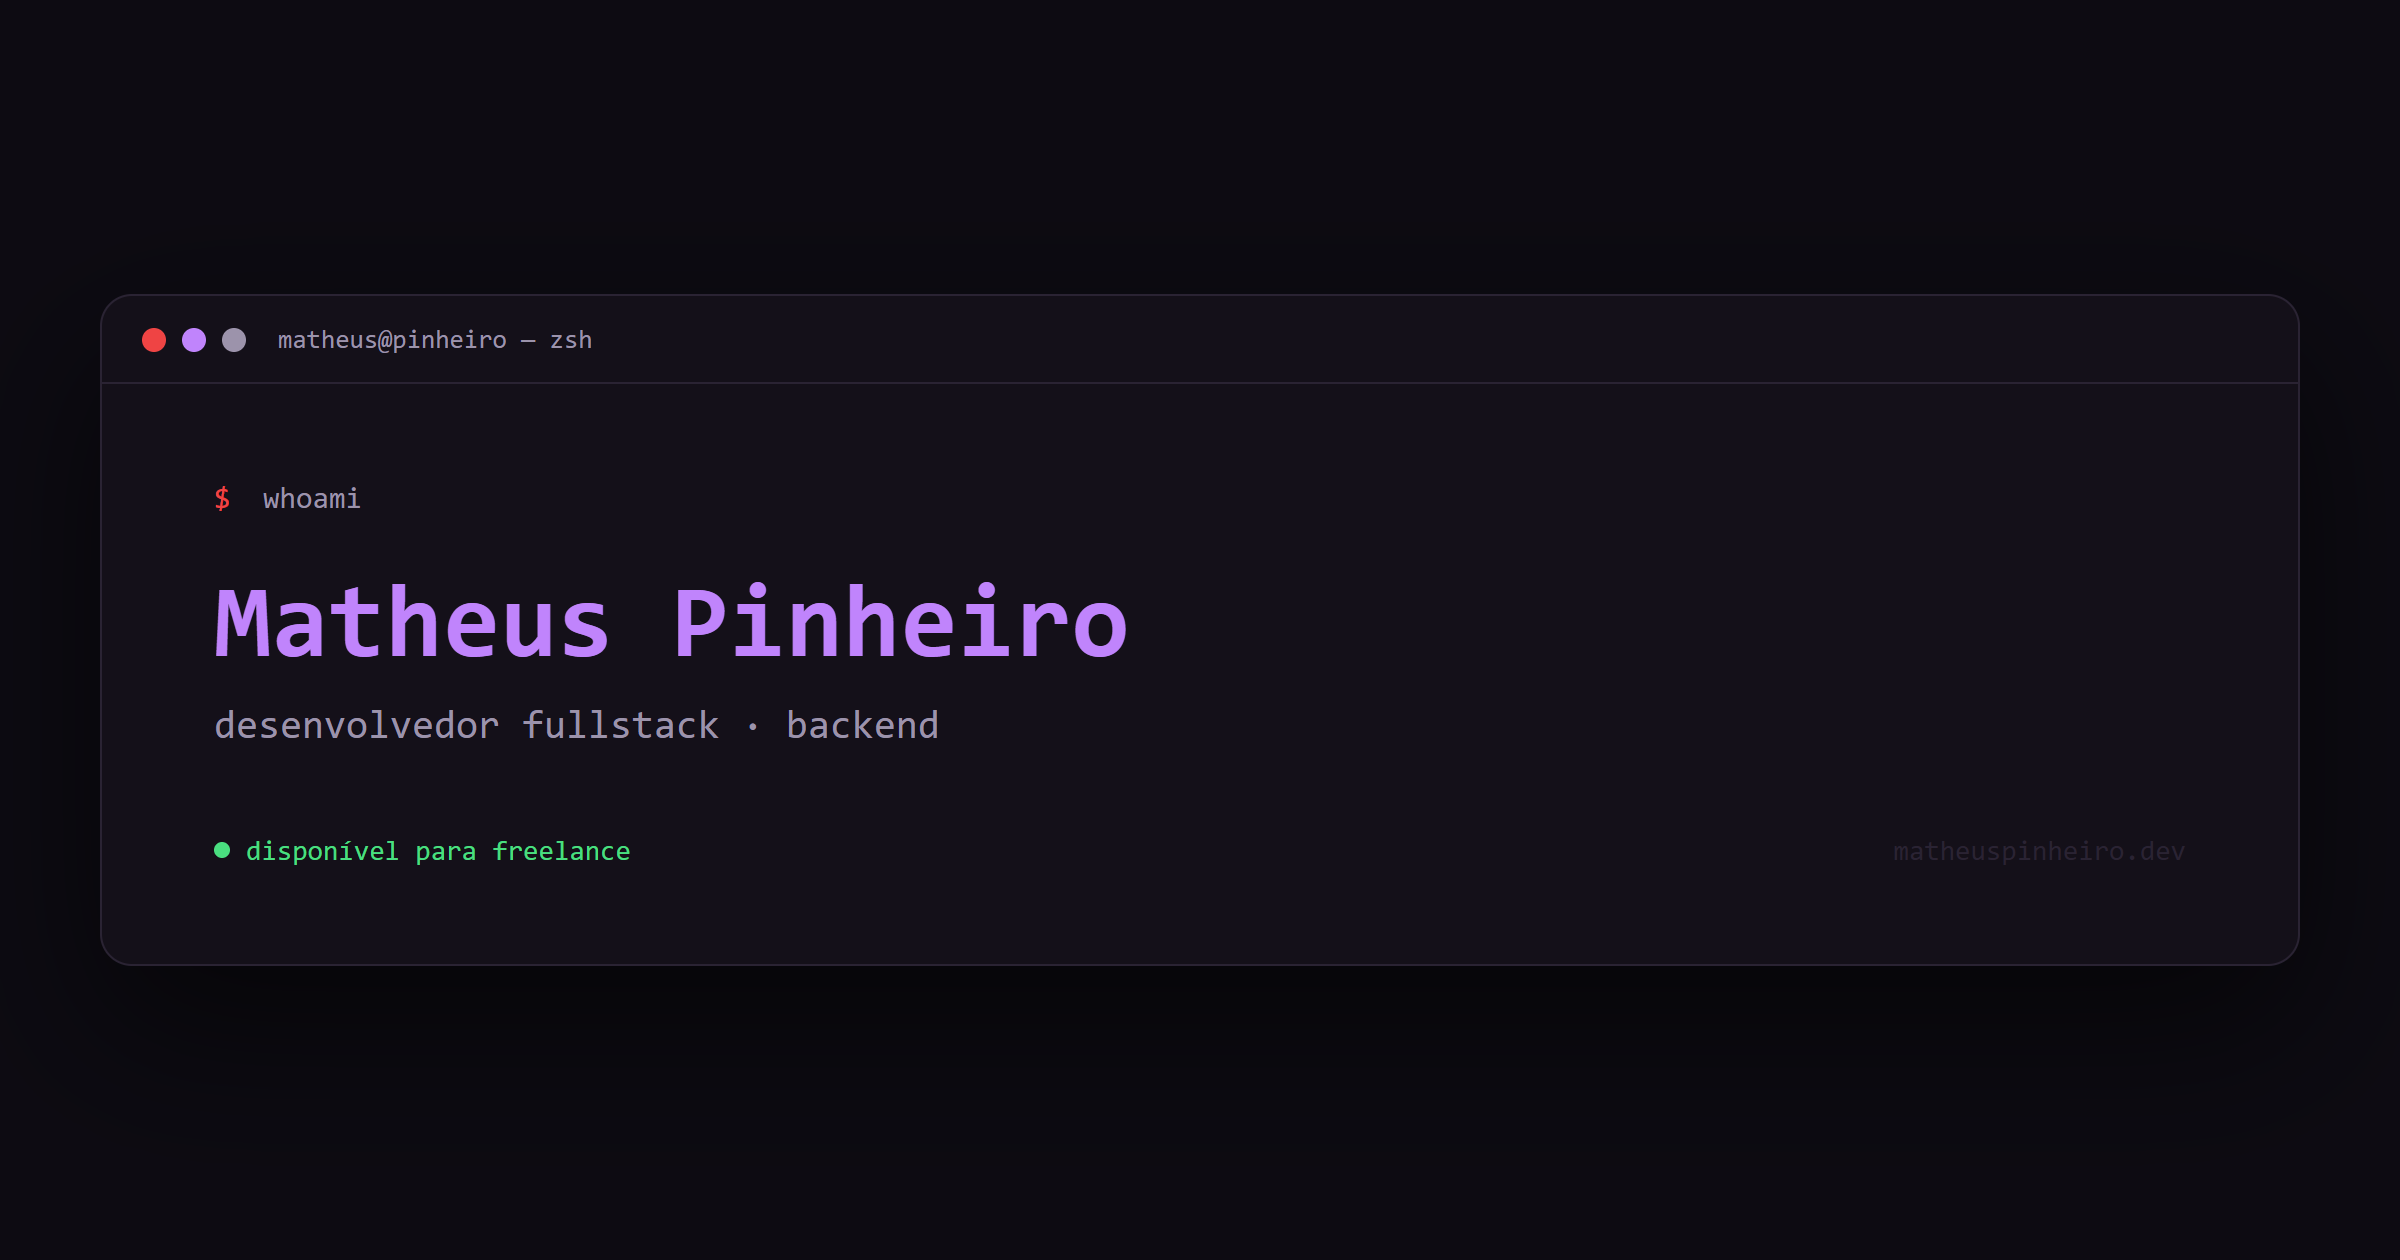 matheus@pinheiro — zsh
$ whoami
Matheus Pinheiro
desenvolvedor fullstack · backend
disponível para freelance
matheuspinheiro.dev